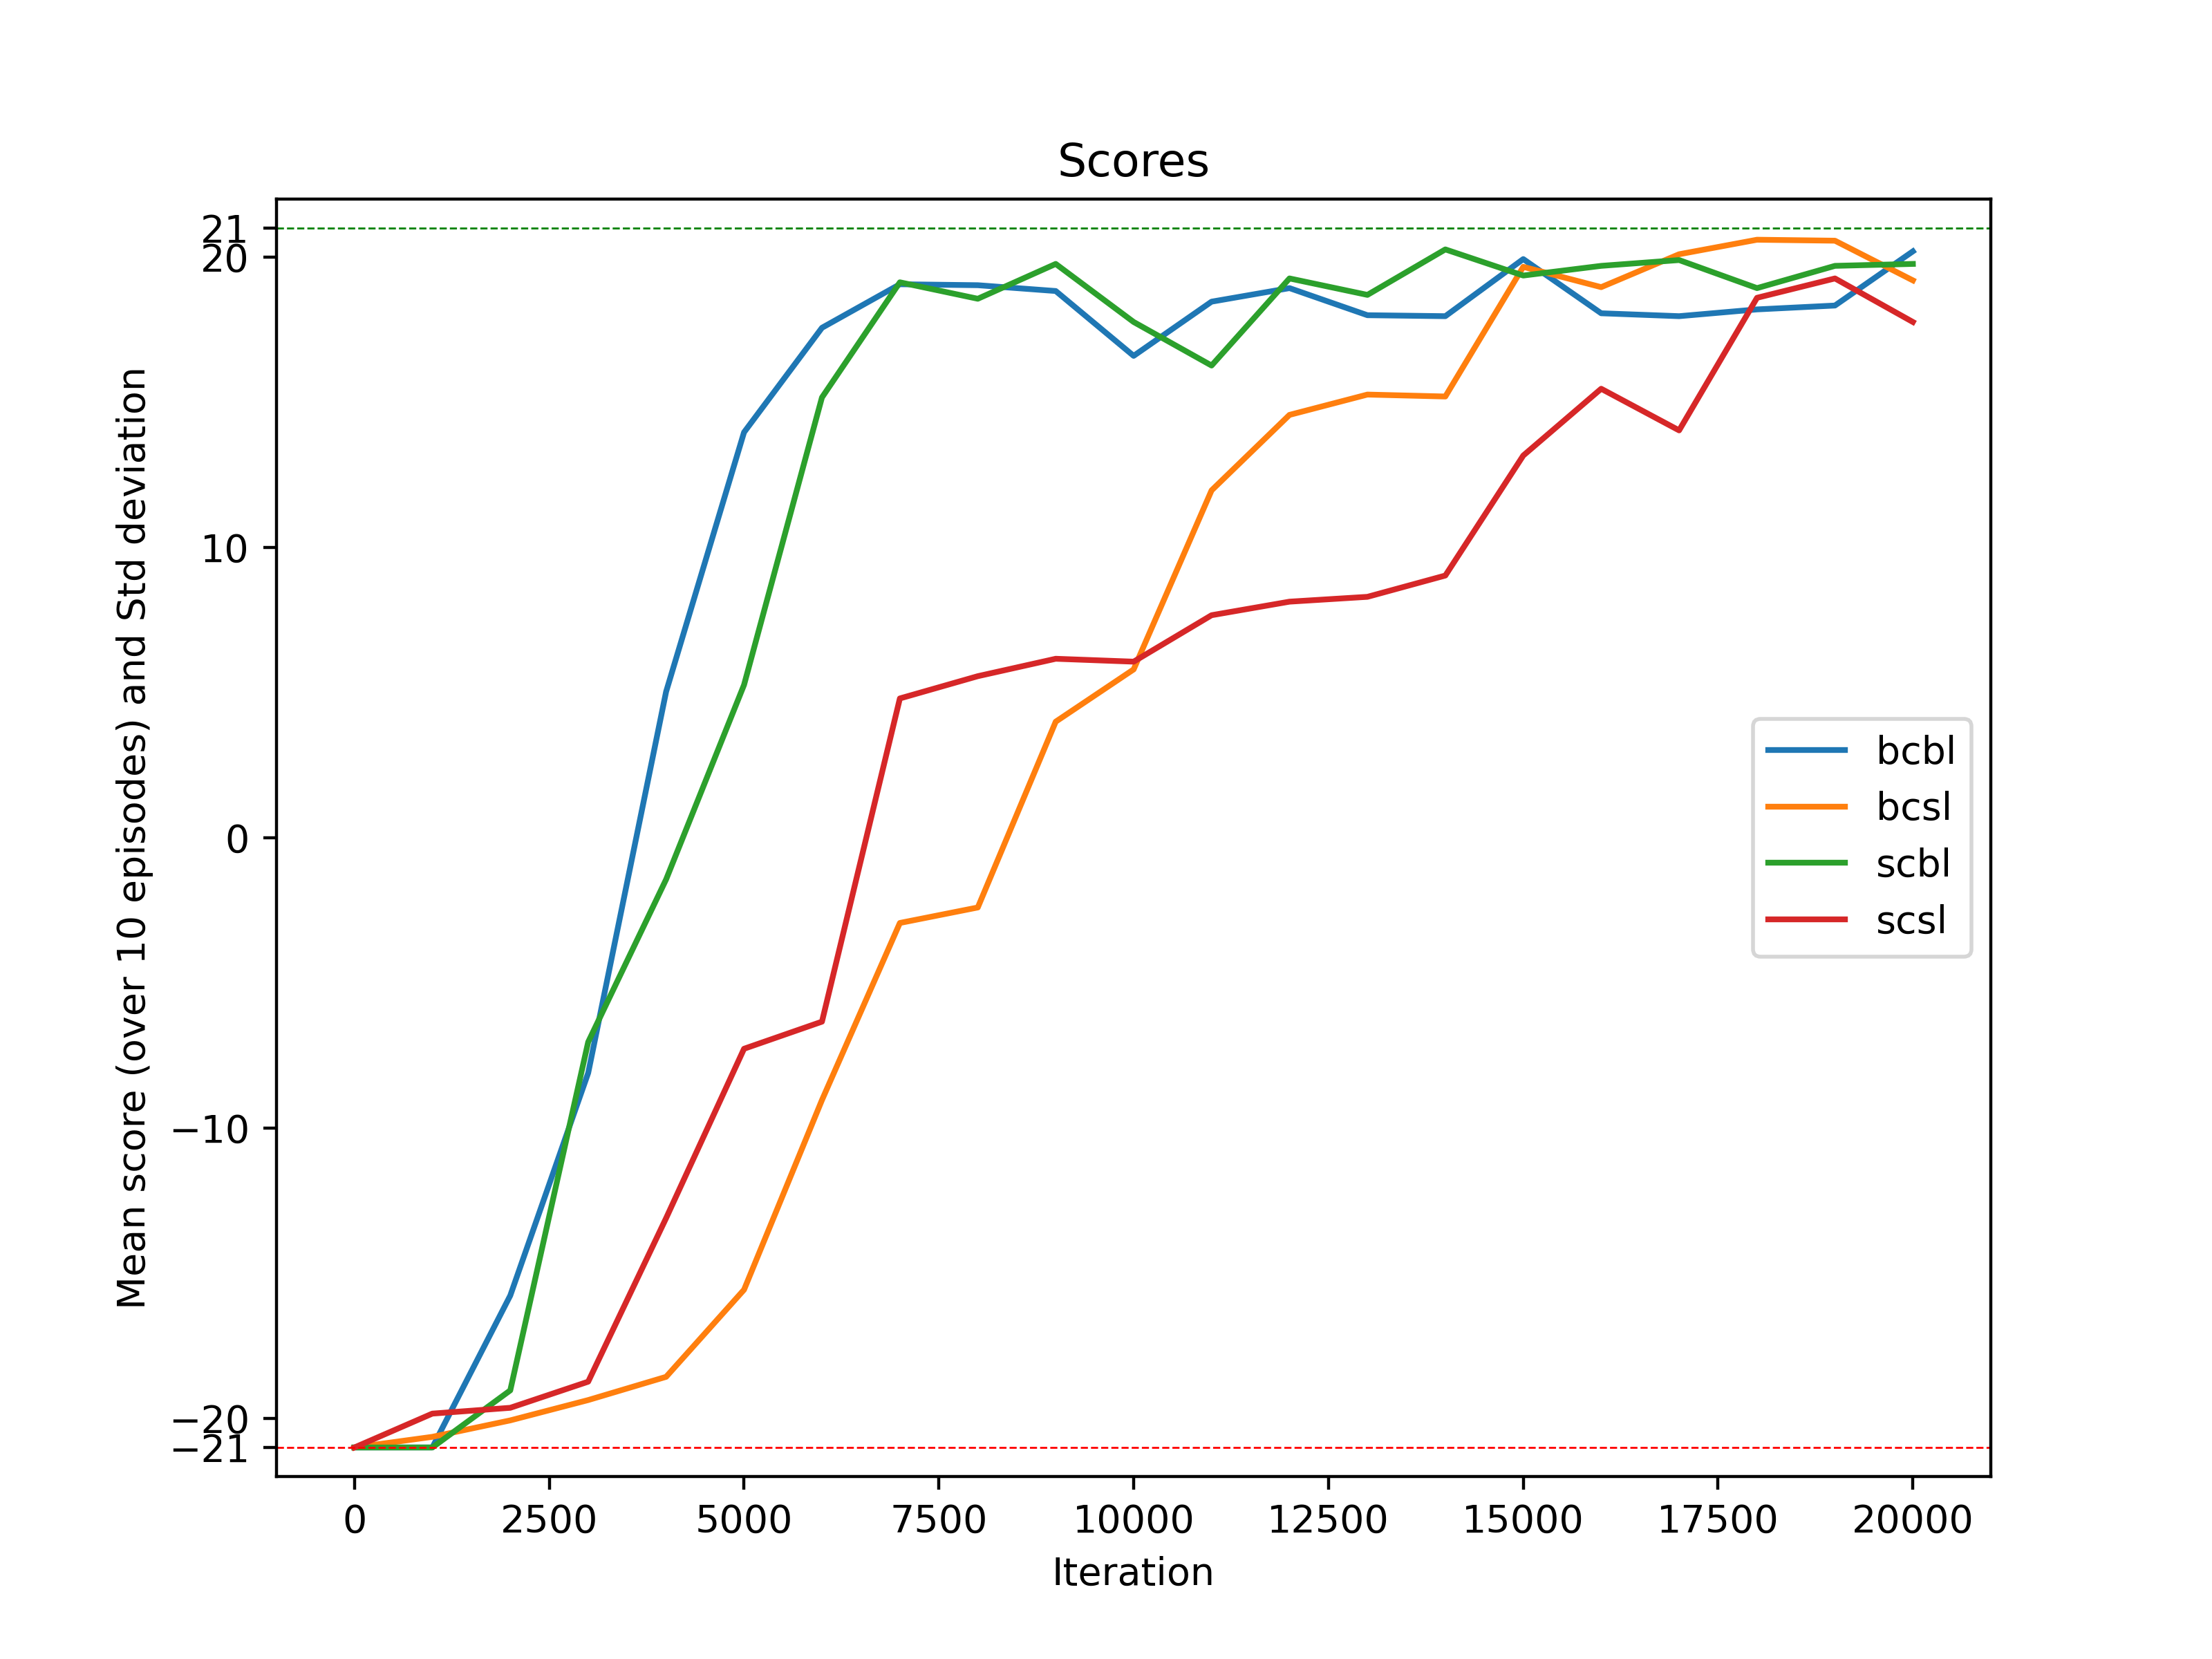 Scores
Mean score (over 10 episodes) and Std deviation
21
20
10
0
−10
−20
−21
bcbl
bcsl
scbl
scsl
0 2500 5000 7500 10000 12500 15000 17500 20000
Iteration